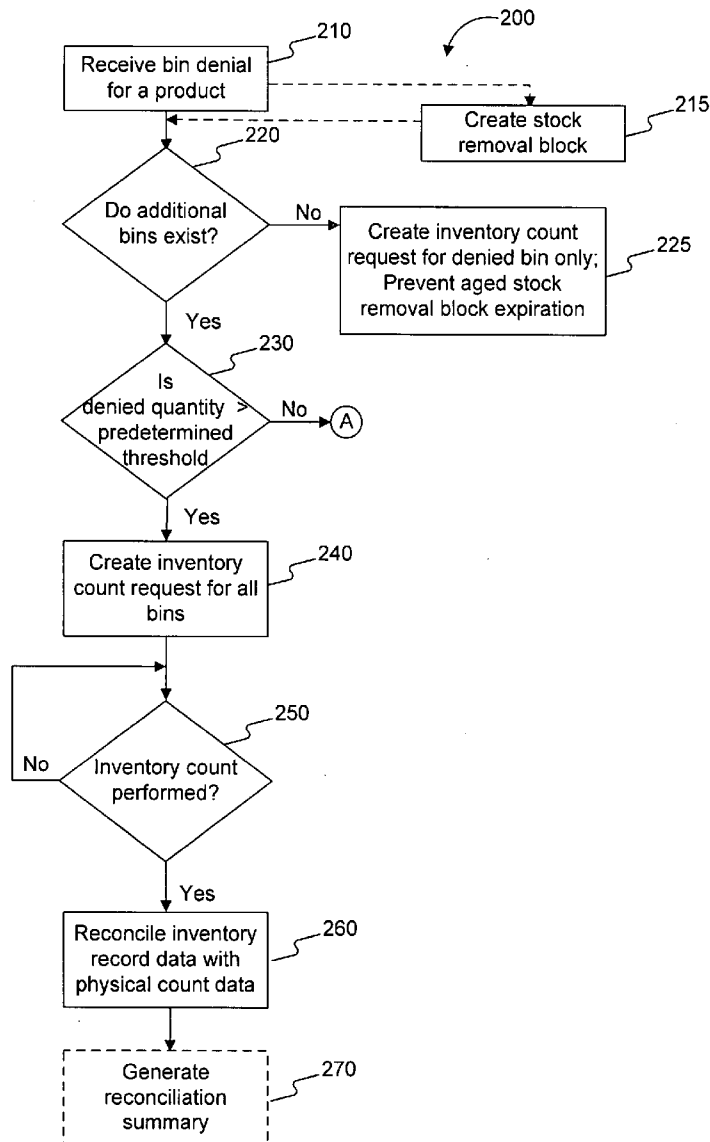 210
200
Receive bin denial
for a product
Create stock
removal block
215
220
Do additional
bins exist?
No
Create inventory count
request for denied bin only;
Prevent aged stock
removal block expiration
225
Yes
230
Is
denied quantity >
predetermined
threshold
No
A
Yes
Create inventory
count request for all
bins
240
250
No
Inventory count
performed?
Yes
Reconcile inventory
record data with
physical count data
260
Generate
reconciliation
summary
270